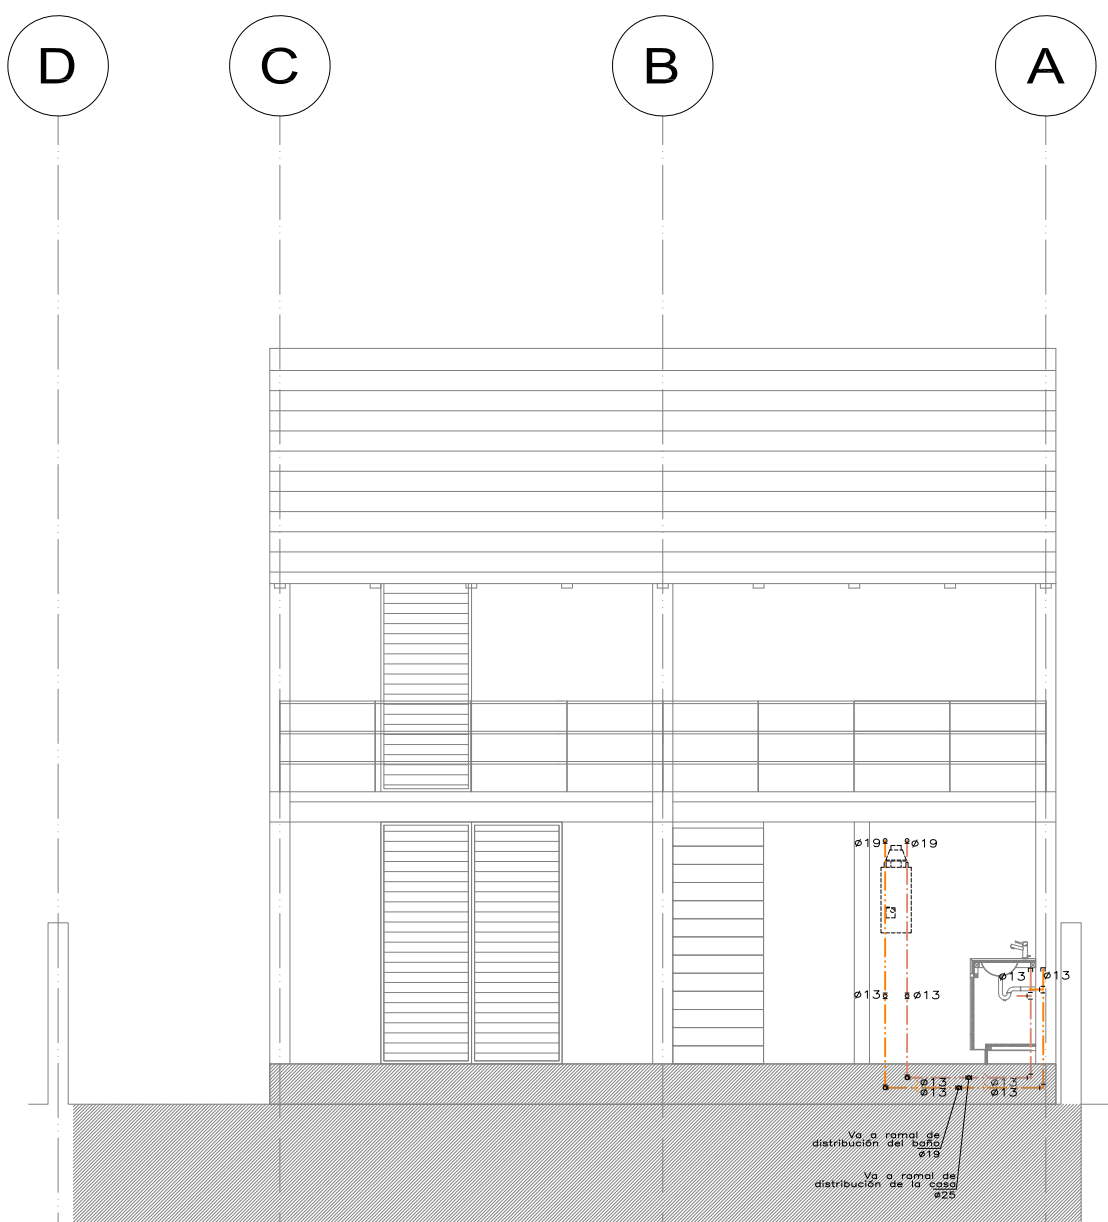 D C B A
ø19 ø19
ø13 ø13
ø13 ø13
ø13 ø13
ø13 ø13
Va a ramal de
distribución del baño
ø19
Va a ramal de
distribución de la casa
ø25